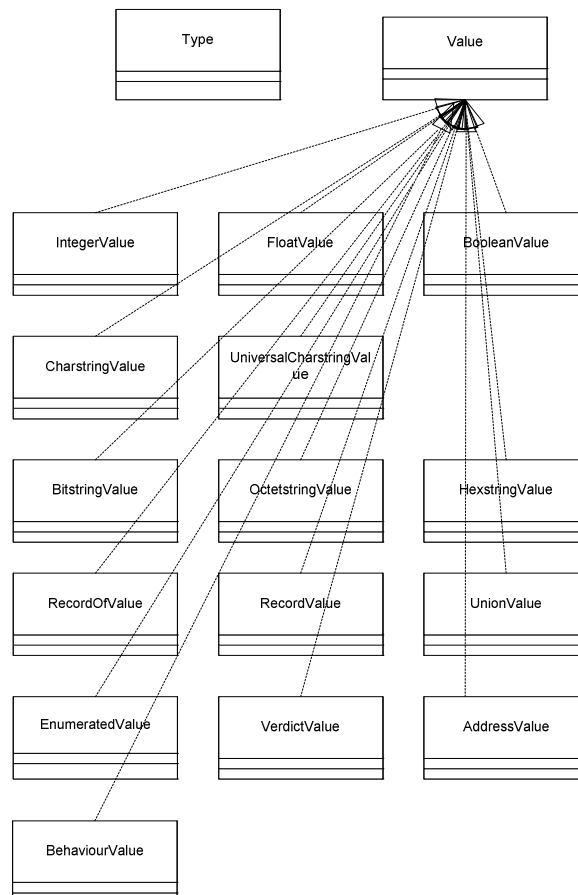 Type
Value
IntegerValue
FloatValue
BooleanValue
CharstringValue
UniversalCharstringVal
ue
BitstringValue
OctetstringValue
HexstringValue
RecordOfValue
RecordValue
UnionValue
EnumeratedValue
VerdictValue
AddressValue
BehaviourValue